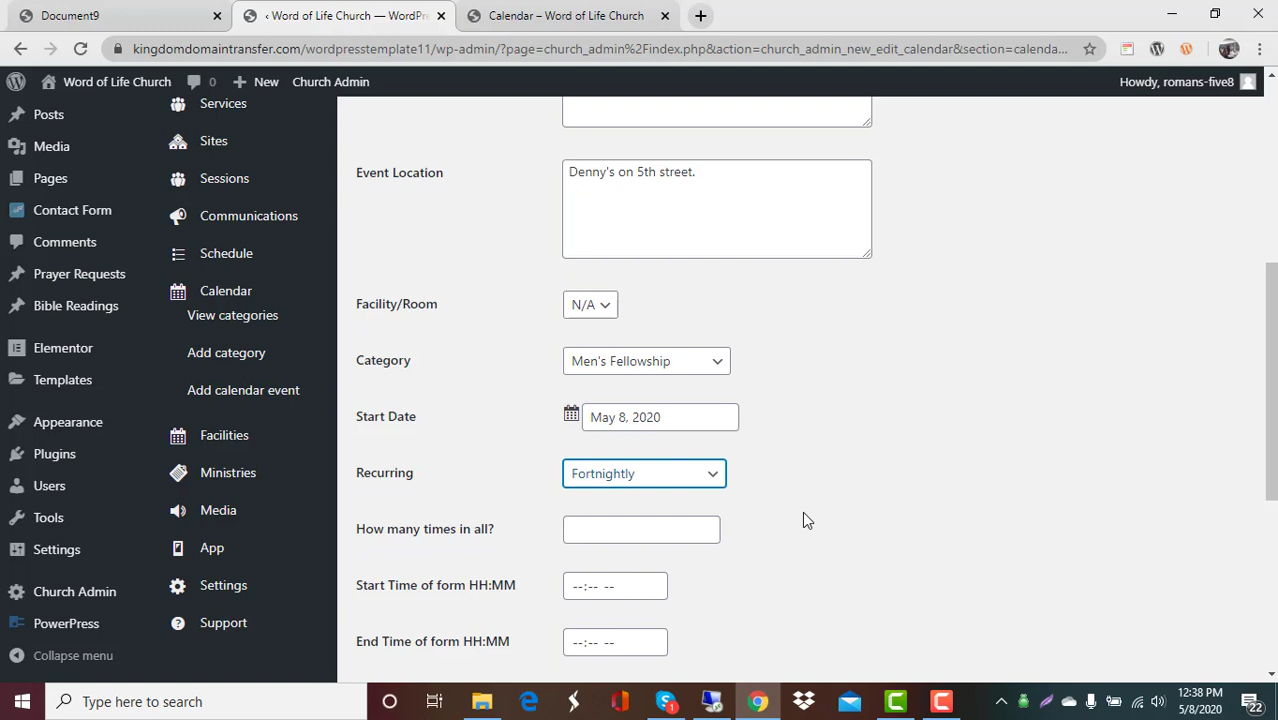 Document9
‹ Word of Life Church — WordPre
Calendar – Word of Life Church
kingdomdomaintransfer.com/wordpresstemplate11/wp-admin/?page=church_admin%2Findex.php&action=church_admin_new_edit_calendar&section=calenda...
Word of Life Church
0
New
Church Admin
Howdy, romans-five8
Posts
Media
Pages
Contact Form
Comments
Prayer Requests
Bible Readings
Elementor
Templates
Appearance
Plugins
Users
Tools
Settings
Church Admin
PowerPress
Collapse menu
Services
Sites
Sessions
Communications
Schedule
Calendar
View categories
Add category
Add calendar event
Facilities
Ministries
Media
App
Settings
Support
Event Location
Denny's on 5th street.
Facility/Room
N/A
Category
Men's Fellowship
Start Date
May 8, 2020
Recurring
Fortnightly
How many times in all?
Start Time of form HH:MM
--:-- --
End Time of form HH:MM
--:-- --
Type here to search
12:38 PM
5/8/2020
22